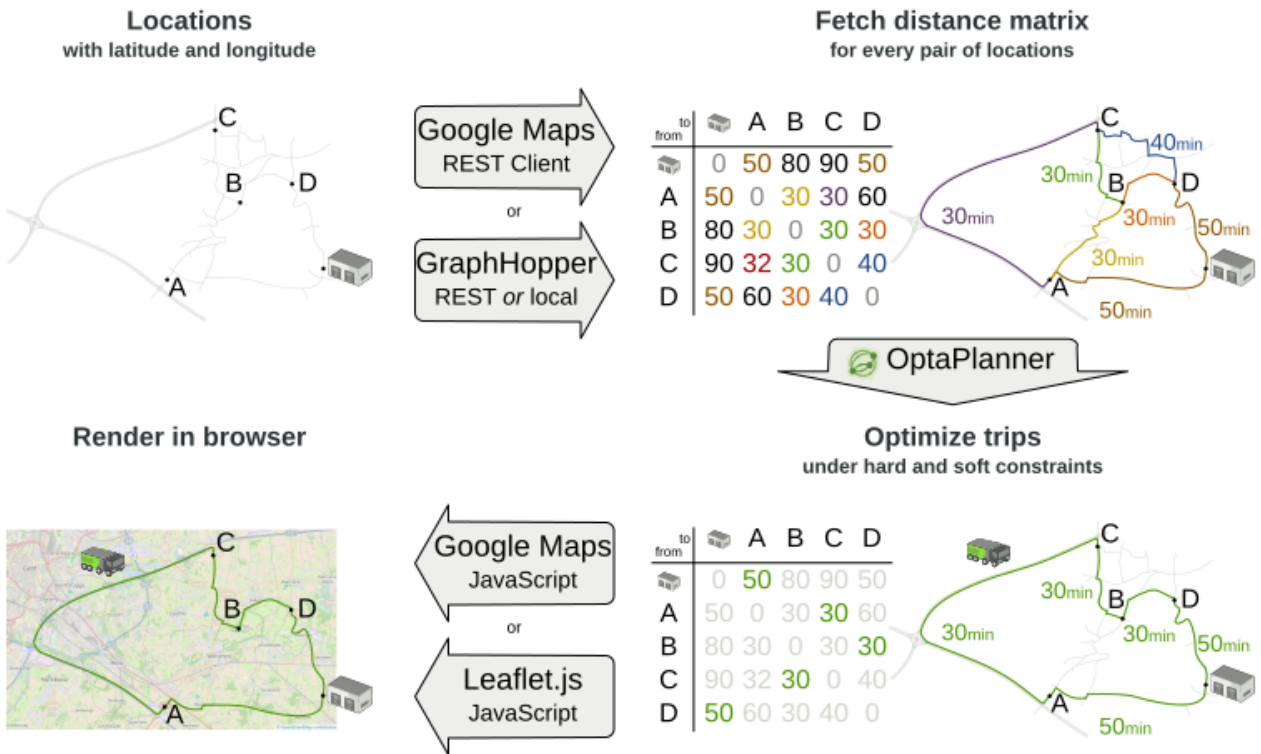 Locations
with latitude and longitude
C
B
D
A
Google Maps
REST Client
or
GraphHopper
REST or local
Fetch distance matrix
for every pair of locations
to
from
A B C D
0 50 80 90 50
A 50 0 30 30 60
B 80 30 0 30 30
C 90 32 30 0 40
D 50 60 30 40 0
C
40min
30min
B
D
30min
30min
50min
30min
A
50min
OptaPlanner
Render in browser
C
B
D
A
Google Maps
JavaScript
or
Leaflet.js
JavaScript
Optimize trips
under hard and soft constraints
to
from
A B C D
0 50 80 90 50
A 50 0 30 30 60
B 80 30 0 30 30
C 90 32 30 0 40
D 50 60 30 40 0
C
30min
B
D
30min
30min
50min
A
50min